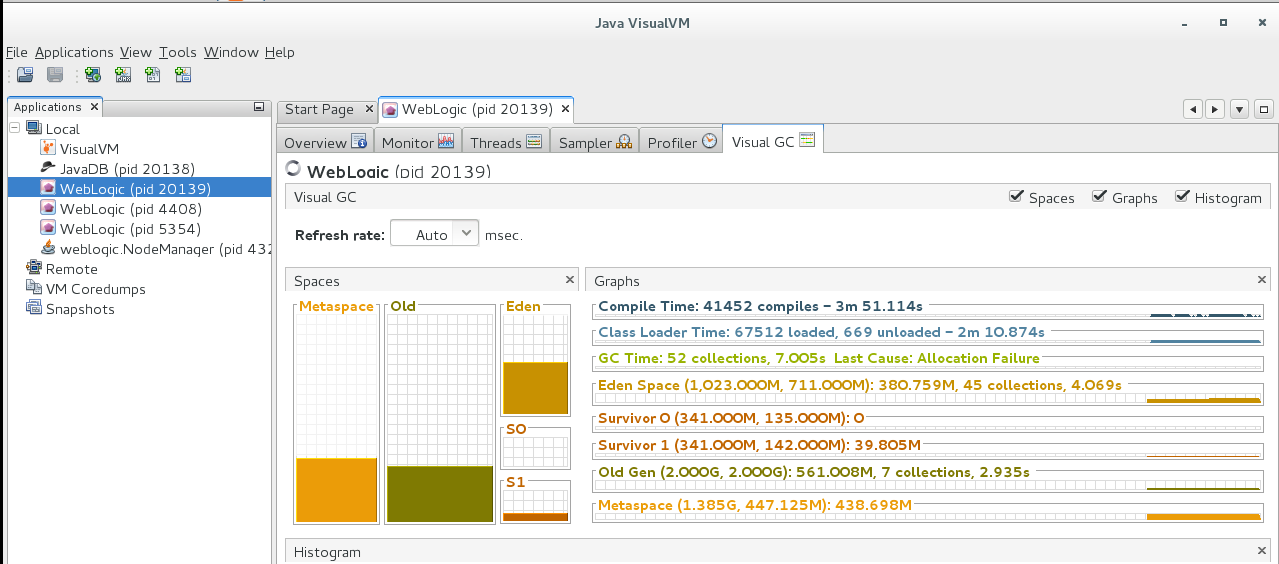 Java VisualVM
File Applications View Tools Window Help
Applications
Local
VisualVM
JavaDB (pid 20138)
WebLogic (pid 20139)
WebLogic (pid 4408)
WebLogic (pid 5354)
weblogic.NodeManager (pid 432
Remote
VM Coredumps
Snapshots
Start Page WebLogic (pid 20139)
Overview Monitor Threads Sampler Profiler Visual GC
WebLogic (pid 20139)
Visual GC Spaces Graphs Histogram
Refresh rate: Auto msec.
Spaces
Metaspace Old Eden
S0
S1
Graphs
Compile Time: 41452 compiles - 3m 51.114s
Class Loader Time: 67512 loaded, 669 unloaded - 2m 10.874s
GC Time: 52 collections, 7.005s Last Cause: Allocation Failure
Eden Space (1,023.000M, 711.000M): 380.759M, 45 collections, 4.069s
Survivor 0 (341.000M, 135.000M): 0
Survivor 1 (341.000M, 142.000M): 39.805M
Old Gen (2.000G, 2.000G): 561.008M, 7 collections, 2.935s
Metaspace (1.385G, 447.125M): 438.698M
Histogram